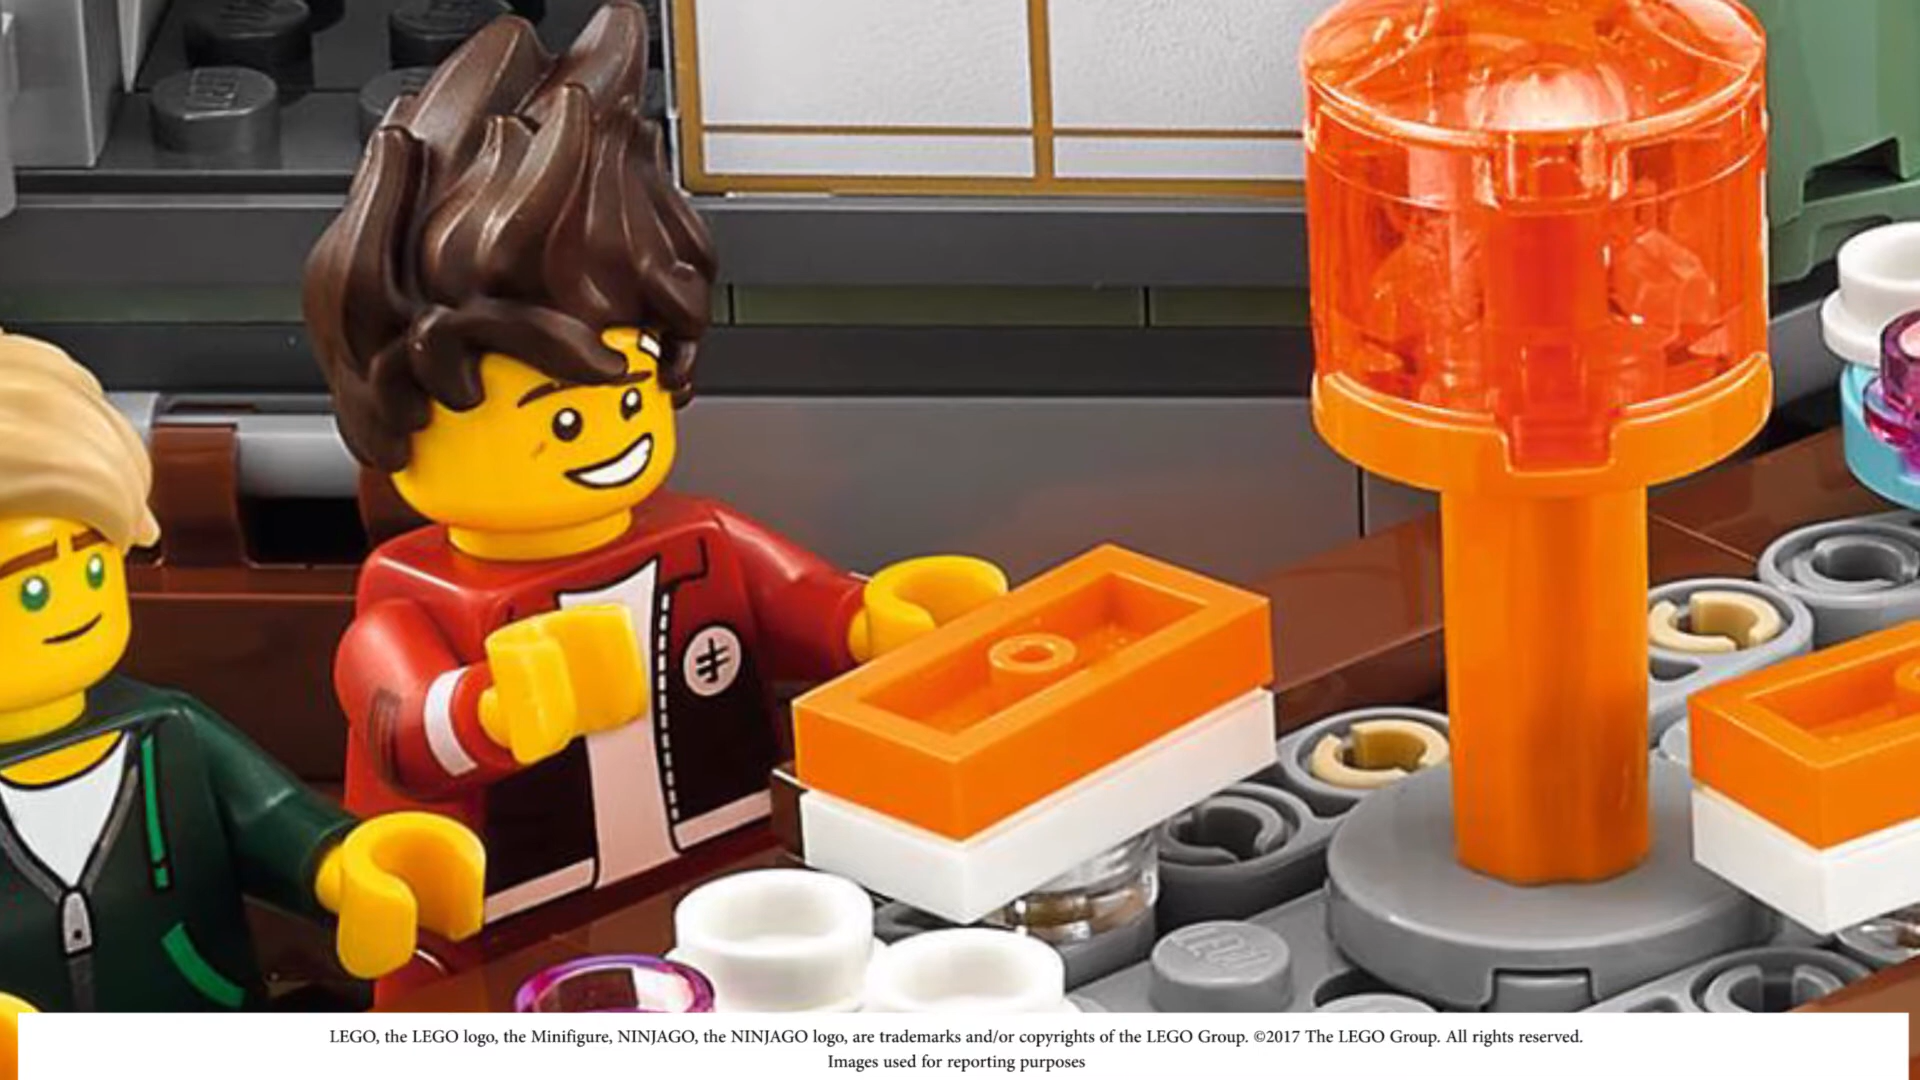 LEGO, the LEGO logo, the Minifigure, NINJAGO, the NINJAGO logo, are trademarks and/or copyrights of the LEGO Group. ©2017 The LEGO Group. All rights reserved.
Images used for reporting purposes